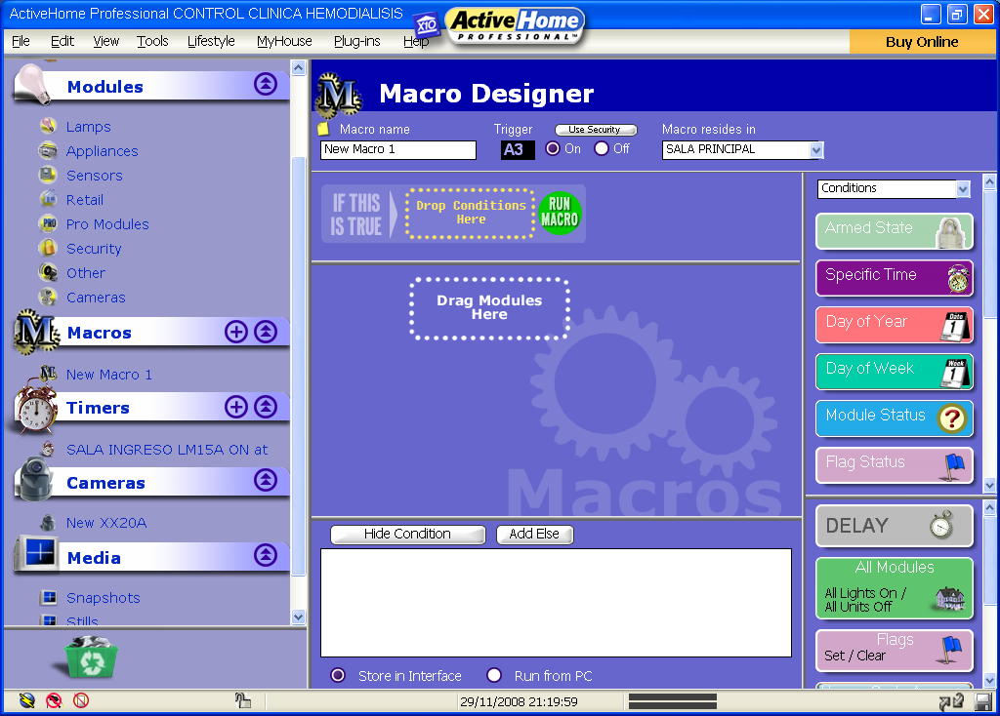 ActiveHome Professional CONTROL CLINICA HEMODIALISIS
X10
ActiveHome
PROFESSIONAL™
File Edit View Tools Lifestyle MyHouse Plug-ins Help
Buy Online
Modules
Lamps
Appliances
Sensors
Retail
PRO
Pro Modules
Security
Other
Cameras
M
Macros
New Macro 1
Timers
SALA INGRESO LM15A ON at
Cameras
New XX20A
Media
Snapshots
Stills
M
Macro Designer
Macro name
New Macro 1
Trigger
A3
Use Security
On
Off
Macro resides in
SALA PRINCIPAL
IF THIS
IS TRUE
Drop Conditions
Here
RUN
MACRO
Drag Modules
Here
Macros
Hide Condition
Add Else
Store in Interface
Run from PC
Conditions
Armed State
Specific Time
Day of Year
Date
1
Day of Week
Week
1
Module Status
?
Flag Status
DELAY
All Modules
All Lights On /
All Units Off
Flags
Set / Clear
29/11/2008 21:19:59